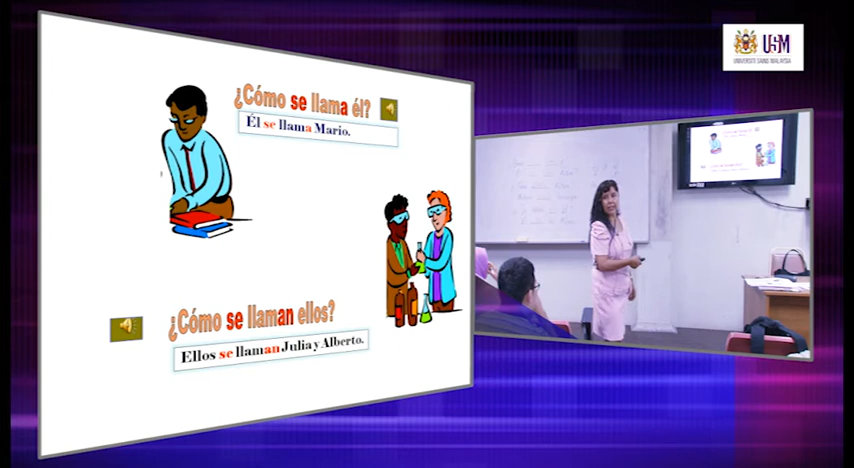 ¿Cómo se llama él?
Él se llama Mario.
¿Cómo se llaman ellos?
Ellos se llaman Julia y Alberto.
USM
UNIVERSITI SAINS MALAYSIA